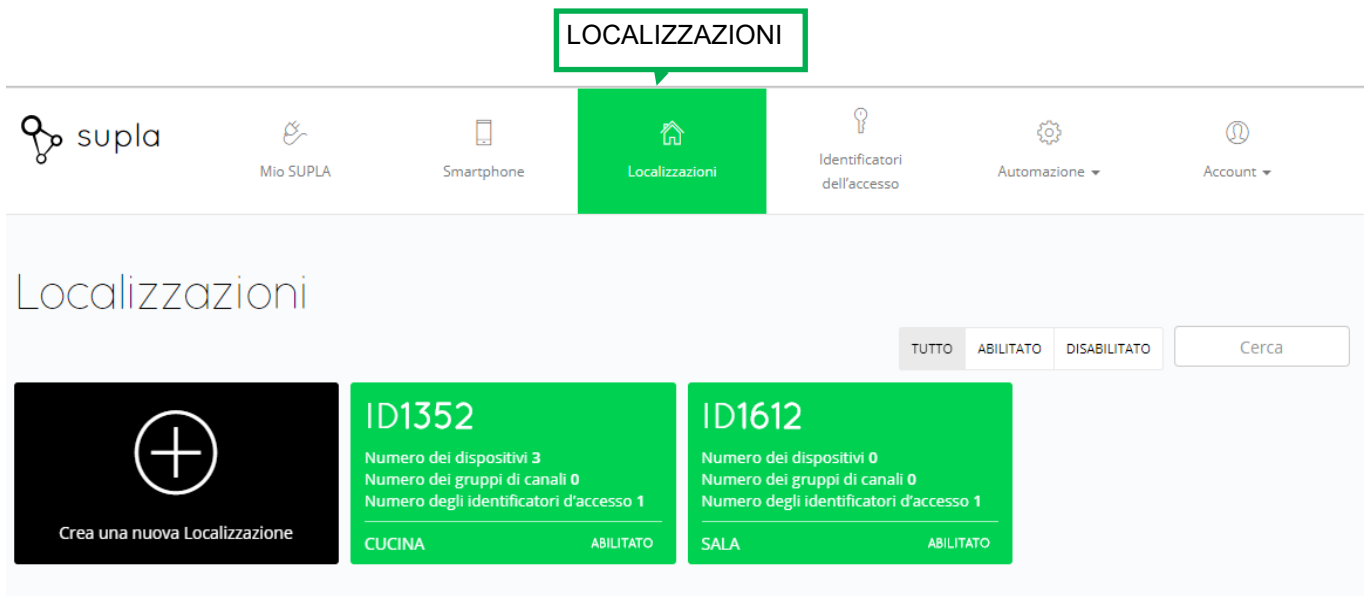 LOCALIZZAZIONI
supla
Mio SUPLA
Smartphone
Localizzazioni
Identificatori
dell'accesso
Automazione
Account
Localizzazioni
TUTTO
ABILITATO
DISABILITATO
Cerca
Crea una nuova Localizzazione
ID1352
Numero dei dispositivi 3
Numero dei gruppi di canali 0
Numero degli identificatori d'accesso 1
CUCINA
ABILITATO
ID1612
Numero dei dispositivi 0
Numero dei gruppi di canali 0
Numero degli identificatori d'accesso 1
SALA
ABILITATO